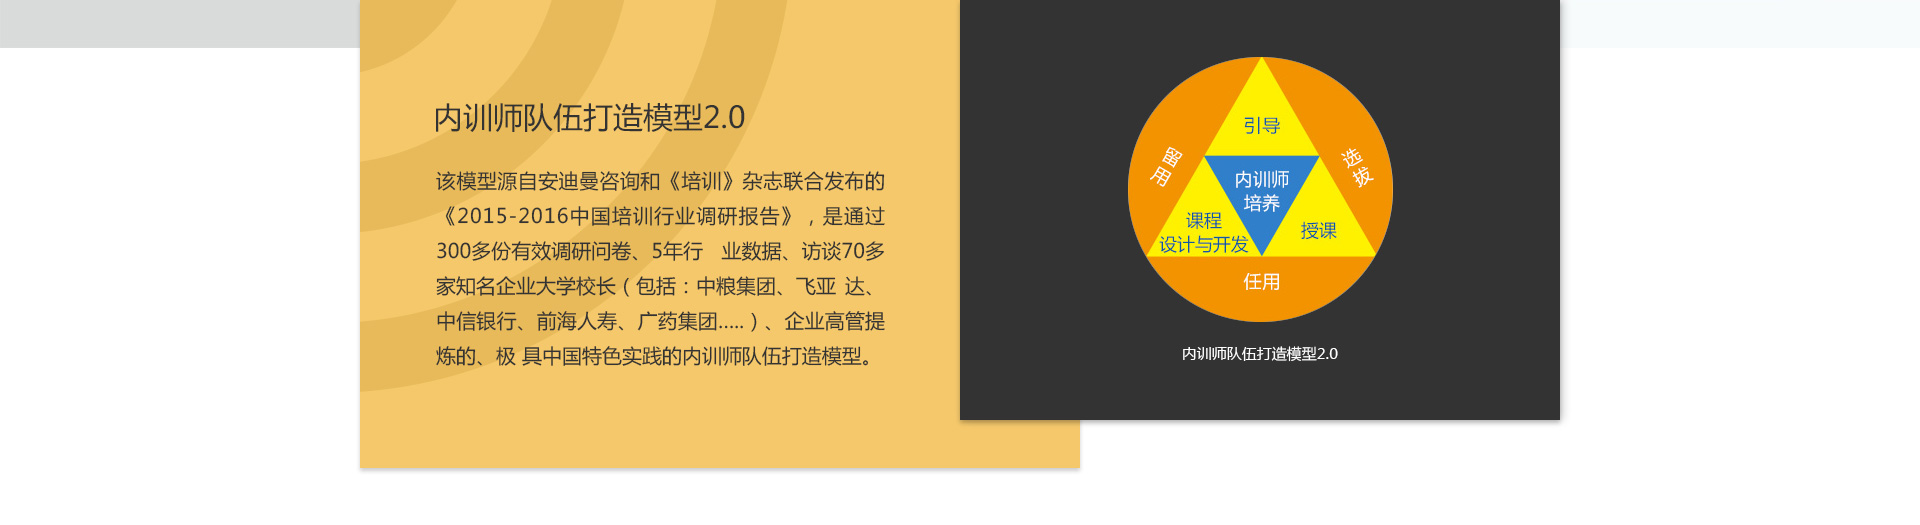 内训师队伍打造模型2.0
该模型源自安迪曼咨询和《培训》杂志联合发布的
《2015-2016中国培训行业调研报告》，是通过
300多份有效调研问卷、5年行 业数据、访谈70多
家知名企业大学校长（包括：中粮集团、飞亚 达、
中信银行、前海人寿、广药集团.....）、企业高管提
炼的、极 具中国特色实践的内训师队伍打造模型。
引导
留用
选拔
内训师
培养
课程
设计与开发
授课
任用
内训师队伍打造模型2.0